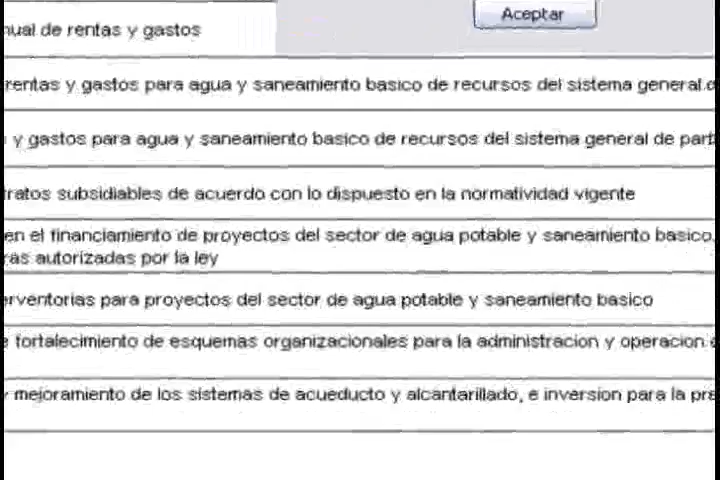 Aceptar
nual de rentas y gastos
rentas y gastos para agua y saneamiento basico de recursos del sistema general
y gastos para agua y saneamiento basico de recursos del sistema general de part
ratos subsidiables de acuerdo con lo dispuesto en la normatividad vigente
en el financiamiento de proyectos del sector de agua potable y saneamiento basico.
ras autorizadas por la ley
erventorias para proyectos del sector de agua potable y saneamiento basico
fortalecimiento de esquemas organizacionales para la administracion y operacion
mejoramiento de los sistemas de acueducto y alcantarillado, e inversion para la pre